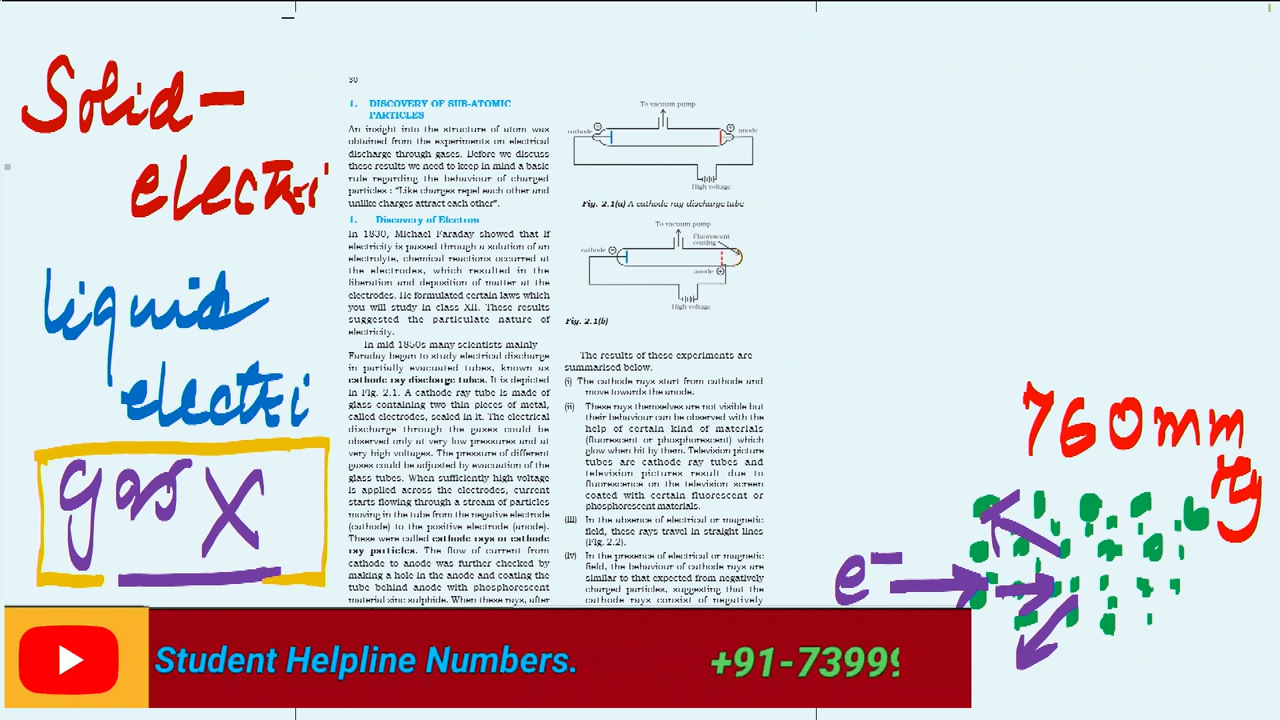 Solid-
electri
liquid
electri
gas X
30
1. DISCOVERY OF SUB-ATOMIC
PARTICLES
An insight into the structure of atom was
obtained from the experiments on electrical
discharge through gases. Before we discuss
these results we need to keep in mind a basic
rule regarding the behaviour of charged
particles : “Like charges repel each other and
unlike charges attract each other”.
1. Discovery of Electron
In 1830, Michael Faraday showed that if
electricity is passed through a solution of an
electrolyte, chemical reactions occurred at
the electrodes, which resulted in the
liberation and deposition of matter at the
electrodes. He formulated certain laws which
you will study in class XII. These results
suggested the particulate nature of
electricity.
In mid 1850s many scientists mainly
Faraday began to study electrical discharge
in partially evacuated tubes, known as
cathode ray discharge tubes. It is depicted
in Fig. 2.1. A cathode ray tube is made of
glass containing two thin pieces of metal,
called electrodes, sealed in it. The electrical
discharge through the gases could be
observed only at very low pressures and at
very high voltages. The pressure of different
gases could be adjusted by evacuation of the
glass tubes. When sufficiently high voltage
is applied across the electrodes, current
starts flowing through a stream of particles
moving in the tube from the negative electrode
(cathode) to the positive electrode (anode).
These were called cathode rays or cathode
ray particles. The flow of current from
cathode to anode was further checked by
making a hole in the anode and coating the
tube behind anode with phosphorescent
material zinc sulphide. When these rays, after
To vacuum pump
cathode - + anode
High voltage
Fig. 2.1(a) A cathode ray discharge tube
To vacuum pump
Fluorescent
coating
cathode -
anode +
High voltage
Fig. 2.1(b)
The results of these experiments are
summarised below.
(i) The cathode rays start from cathode and
move towards the anode.
(ii) These rays themselves are not visible but
their behaviour can be observed with the
help of certain kind of materials
(fluorescent or phosphorescent) which
glow when hit by them. Television picture
tubes are cathode ray tubes and
television pictures result due to
fluorescence on the television screen
coated with certain fluorescent or
phosphorescent materials.
(iii) In the absence of electrical or magnetic
field, these rays travel in straight lines
(Fig. 2.2).
(iv) In the presence of electrical or magnetic
field, the behaviour of cathode rays are
similar to that expected from negatively
charged particles, suggesting that the
cathode rays consist of negatively
760mm
Hg
e−
Student Helpline Numbers. +91-73999